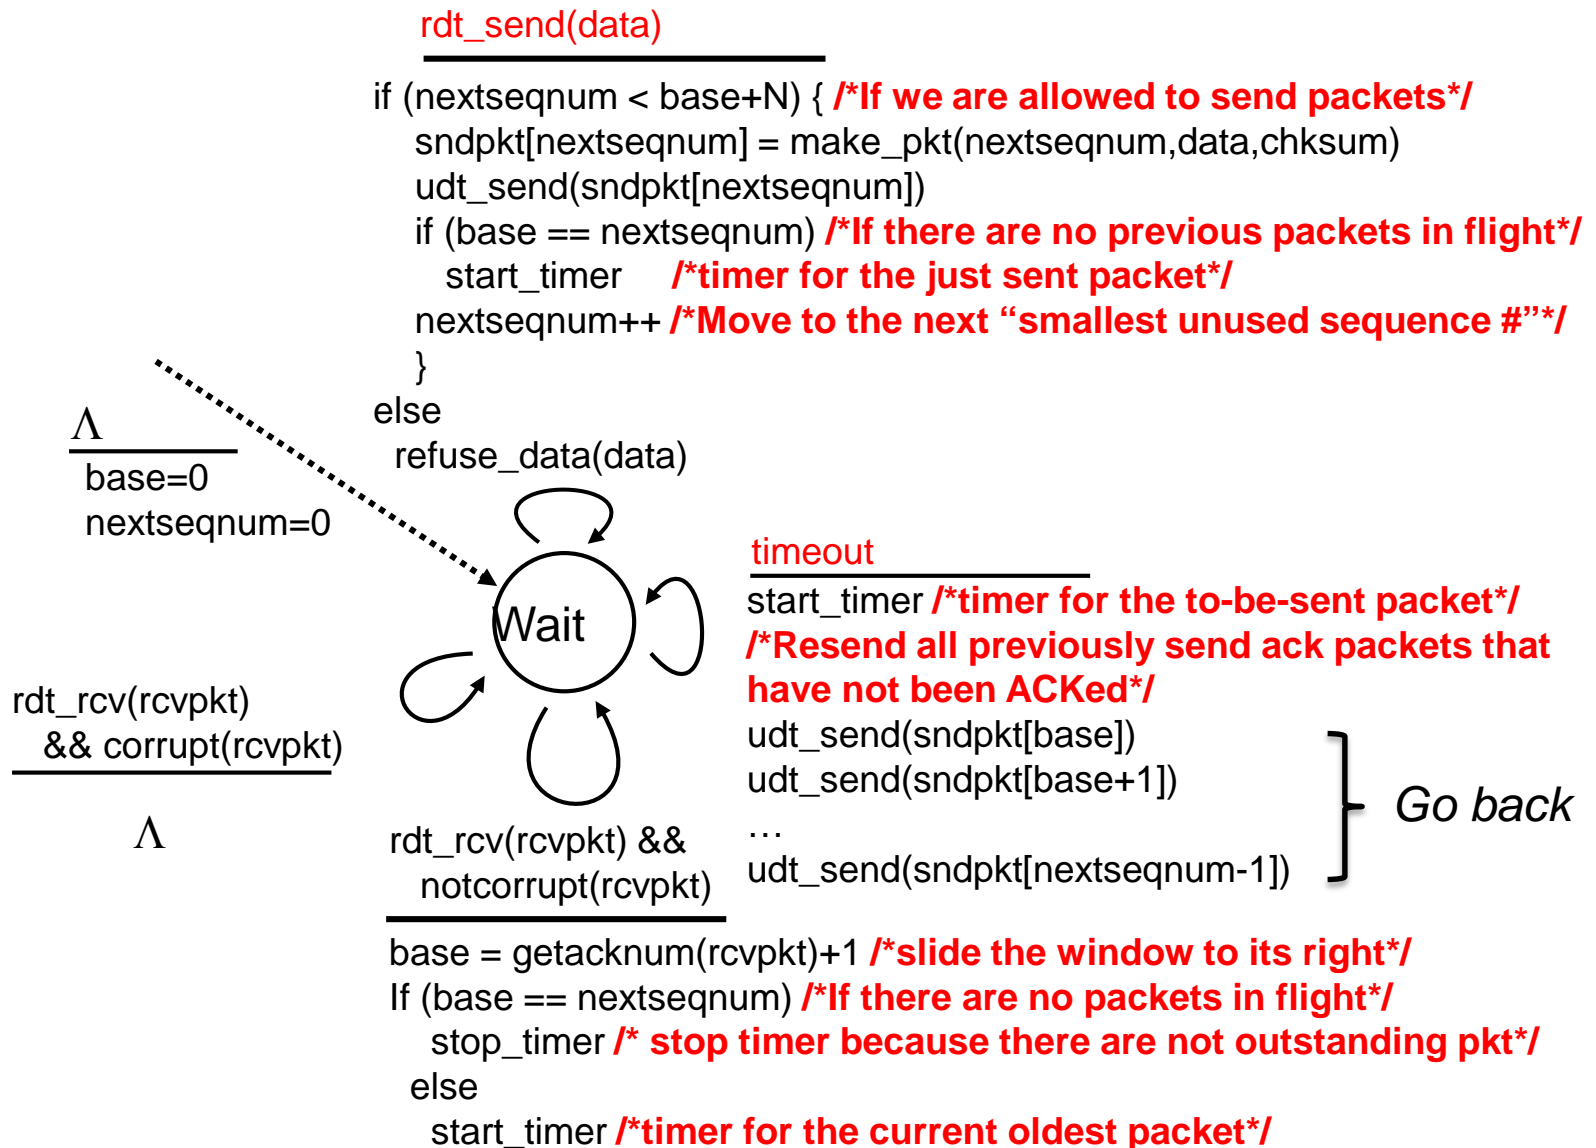 rdt_send(data)
if (nextseqnum < base+N) { /*If we are allowed to send packets*/
sndpkt[nextseqnum] = make_pkt(nextseqnum,data,chksum)
udt_send(sndpkt[nextseqnum])
if (base == nextseqnum) /*If there are no previous packets in flight*/
start_timer /*timer for the just sent packet*/
nextseqnum++ /*Move to the next “smallest unused sequence #”*/
}
else
refuse_data(data)
Λ
base=0
nextseqnum=0
Wait
timeout
start_timer /*timer for the to-be-sent packet*/
/*Resend all previously send ack packets that
have not been ACKed*/
udt_send(sndpkt[base])
udt_send(sndpkt[base+1])
…
udt_send(sndpkt[nextseqnum-1])
Go back
rdt_rcv(rcvpkt)
&& corrupt(rcvpkt)
Λ
rdt_rcv(rcvpkt) &&
notcorrupt(rcvpkt)
base = getacknum(rcvpkt)+1 /*slide the window to its right*/
If (base == nextseqnum) /*If there are no packets in flight*/
stop_timer /* stop timer because there are not outstanding pkt*/
else
start_timer /*timer for the current oldest packet*/